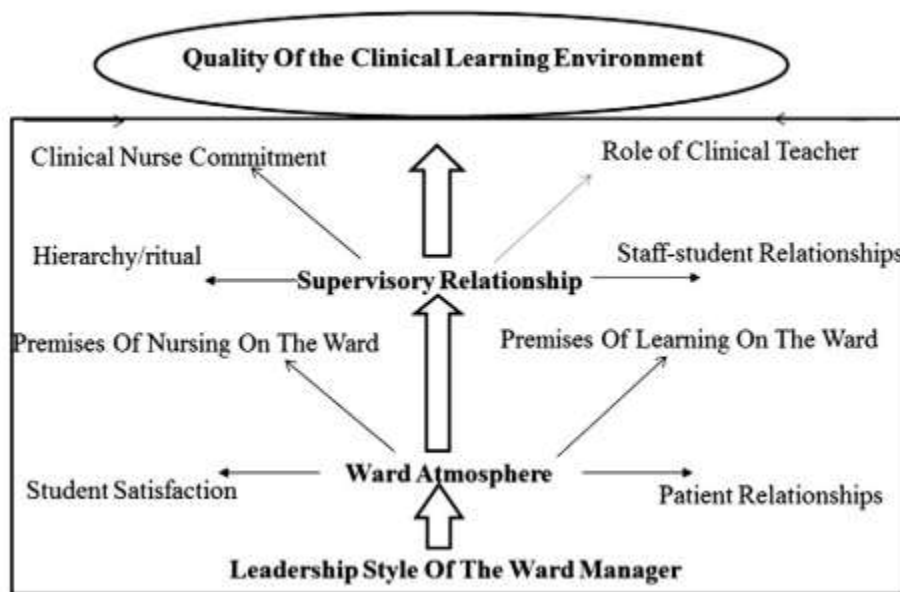 Quality Of the Clinical Learning Environment
Clinical Nurse Commitment
Role of Clinical Teacher
Hierarchy/ritual
Staff-student Relationships
Supervisory Relationship
Premises Of Nursing On The Ward
Premises Of Learning On The Ward
Ward Atmosphere
Student Satisfaction
Patient Relationships
Leadership Style Of The Ward Manager